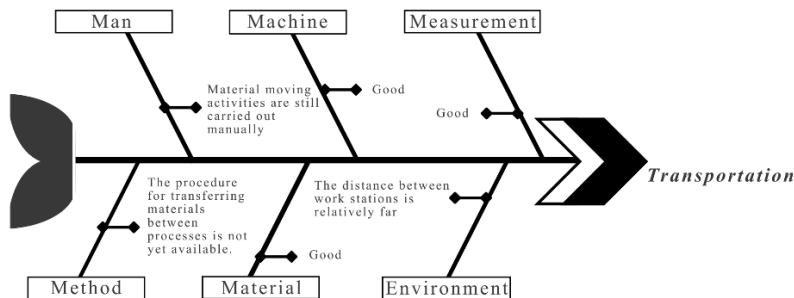 Man
Machine
Measurement
Material moving
activities are still
carried out
manually
Good
Good
Transportation
The procedure
for transferring
materials
between
processes is not
yet available.
Good
The distance between
work stations is
relatively far
Method
Material
Environment